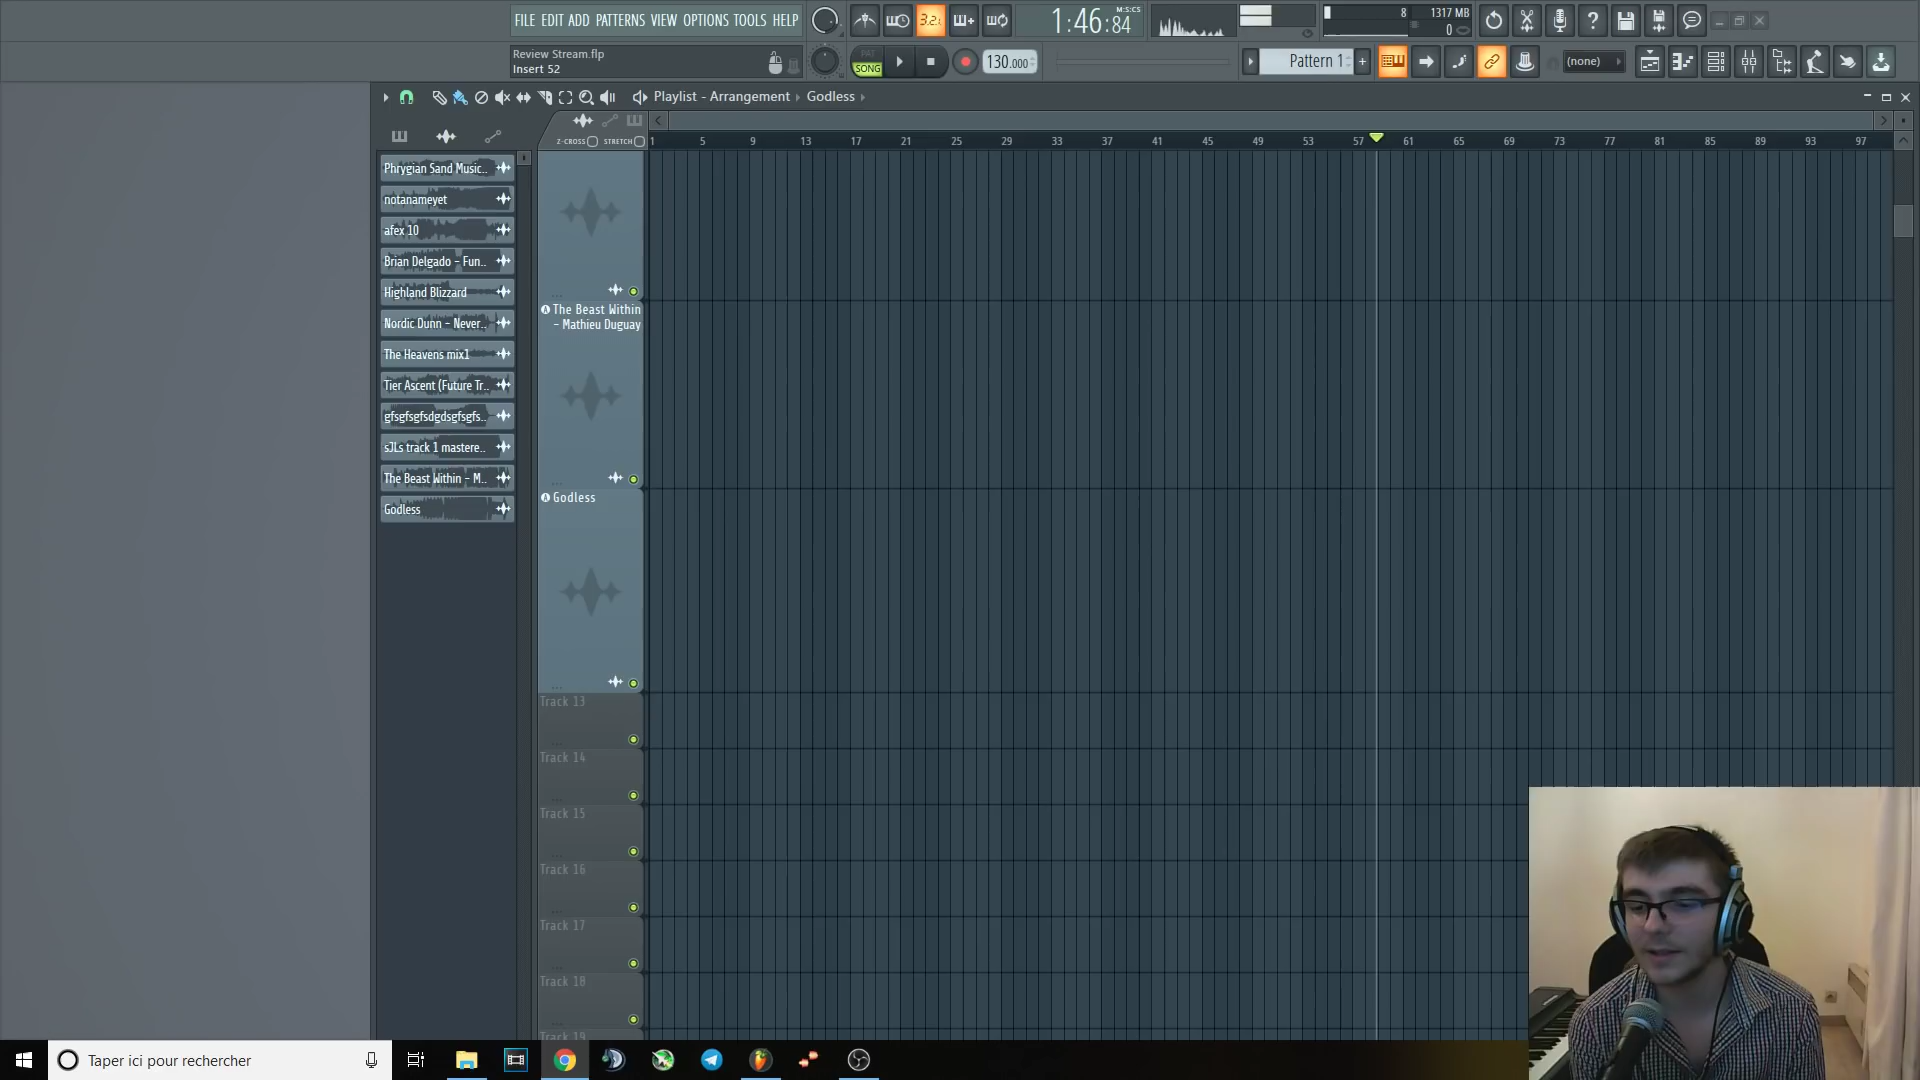 FILE EDIT ADD PATTERNS VIEW OPTIONS TOOLS HELP
3.2.
1:46:84
M:S:CS
8
1317 MB
0
Review Stream.flp
Insert 52
PAT
SONG
130.000
Pattern 1
+
(none)
Playlist - Arrangement
Godless
Z-CROSS
STRETCH
1 5 9 13 17 21 25 29 33 37 41 45 49 53 57 61 65 69 73 77 81 85 89 93 97
Phrygian Sand Music..
notanameyet
afex 10
Brian Delgado - Fun..
Highland Blizzard
Nordic Dunn - Never..
The Heavens mix1
Tier Ascent (Future Tr..
gfsgfsgfsdgdsgfsgfs..
sJLs track 1 mastere..
The Beast Within - M..
Godless
The Beast Within
- Mathieu Duguay
Godless
Track 13
Track 14
Track 15
Track 16
Track 17
Track 18
Track 19
Taper ici pour rechercher